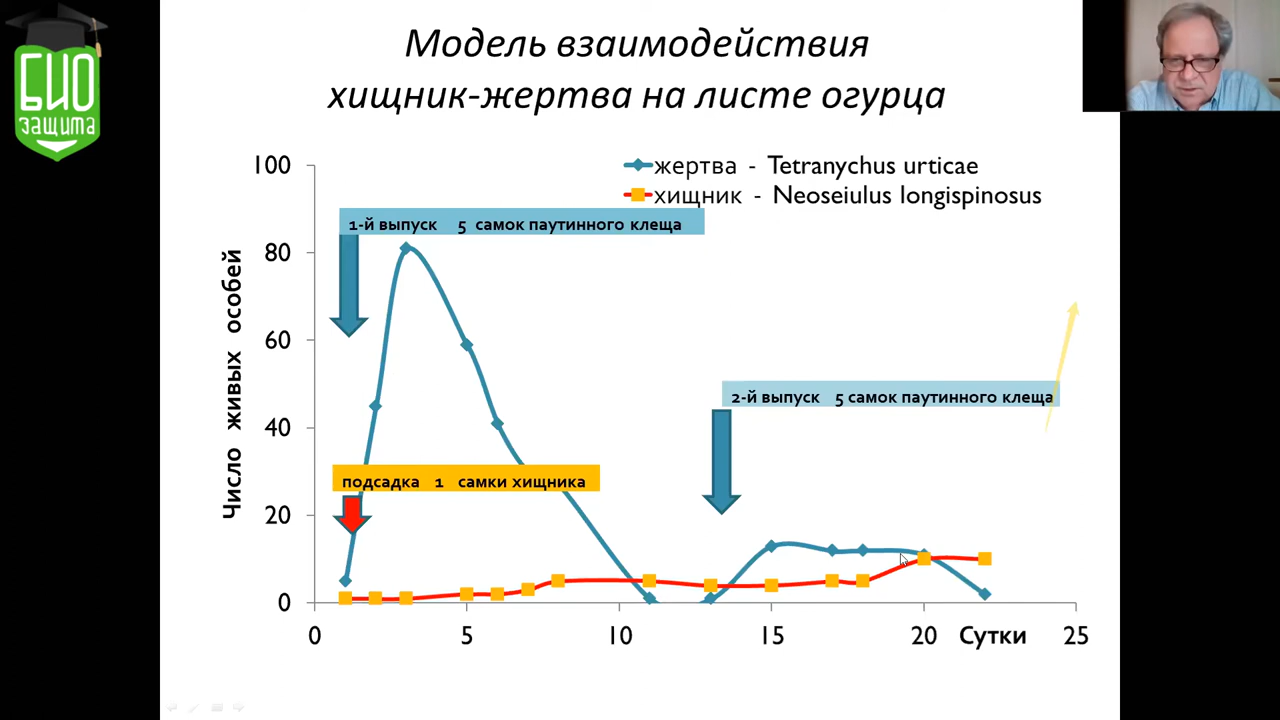 БИО
защита
Модель взаимодействия
хищник-жертва на листе огурца
жертва - Tetranychus urticae
хищник - Neoseiulus longispinosus
1-й выпуск 5 самок паутинного клеща
2-й выпуск 5 самок паутинного клеща
подсадка 1 самки хищника
Число живых особей
100
80
60
40
20
0
0 5 10 15 20 Сутки 25